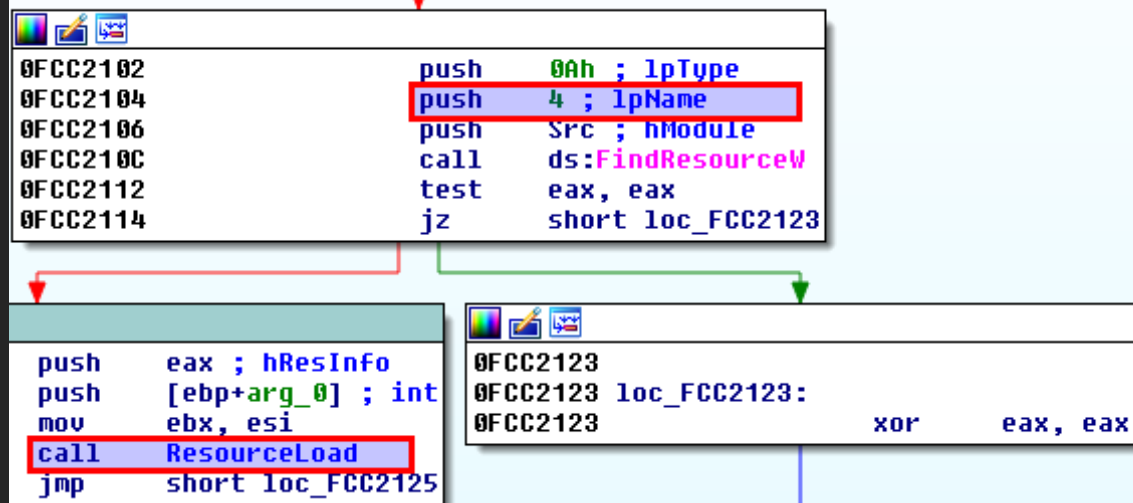 0FCC2102 push 0Ah ; lpType
0FCC2104 push 4 ; lpName
0FCC2106 push Src ; hModule
0FCC210C call ds:FindResourceW
0FCC2112 test eax, eax
0FCC2114 jz short loc_FCC2123
push eax ; hResInfo
push [ebp+arg_0] ; int
mov ebx, esi
call ResourceLoad
jmp short loc_FCC2125
0FCC2123
0FCC2123 loc_FCC2123:
0FCC2123 xor eax, eax